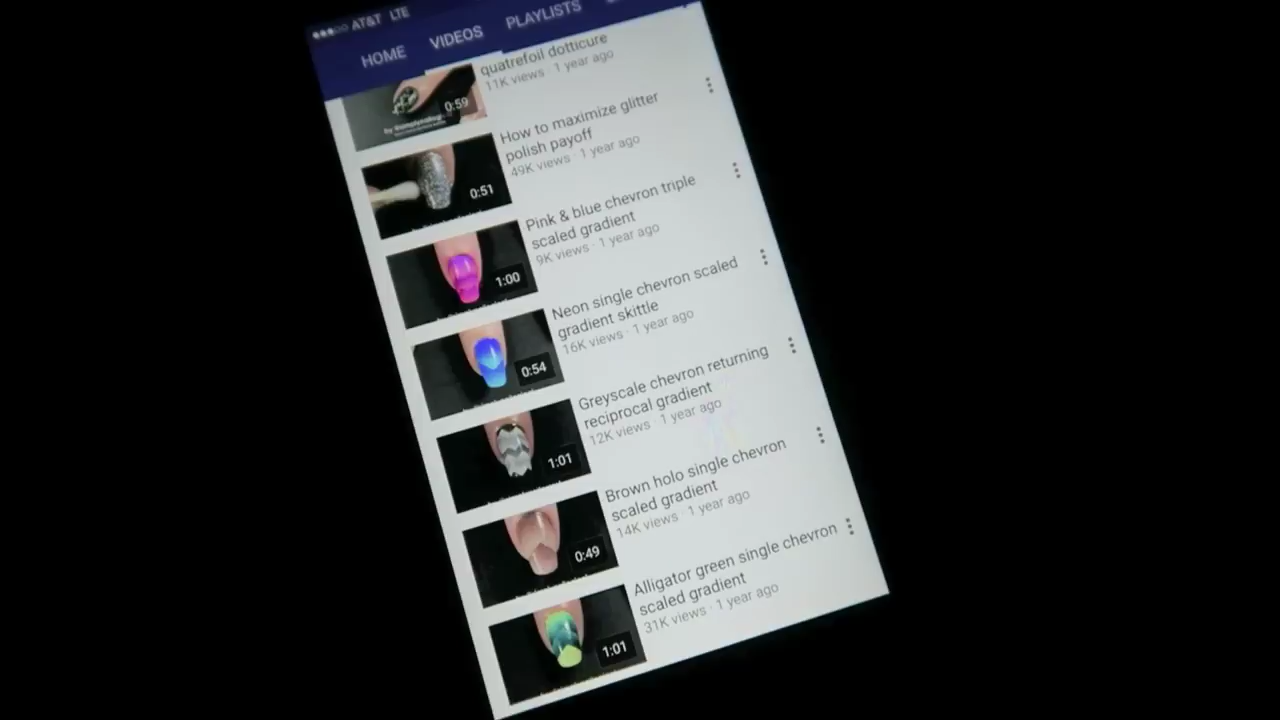 AT&T LTE
HOME VIDEOS PLAYLISTS
quatrefoil dotticure
11K views · 1 year ago
0:59
How to maximize glitter
polish payoff
49K views · 1 year ago
0:51
Pink & blue chevron triple
scaled gradient
9K views · 1 year ago
1:00
Neon single chevron scaled
gradient skittle
16K views · 1 year ago
0:54
Greyscale chevron returning
reciprocal gradient
12K views · 1 year ago
1:01
Brown holo single chevron
scaled gradient
14K views · 1 year ago
0:49
Alligator green single chevron
scaled gradient
31K views · 1 year ago
1:01